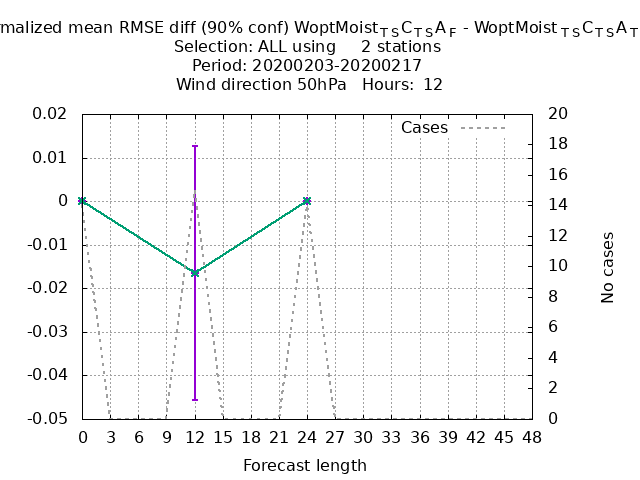 rmalized mean RMSE diff (90% conf) WoptMoistTSCTSAF - WoptMoistTSCTSAT
Selection: ALL using 2 stations
Period: 20200203-20200217
Wind direction 50hPa Hours: 12
0.02
0.01
0
-0.01
-0.02
-0.03
-0.04
-0.05
Cases
20
18
16
14
12
10
8
6
4
2
0
No cases
0 3 6 9 12 15 18 21 24 27 30 33 36 39 42 45 48
Forecast length